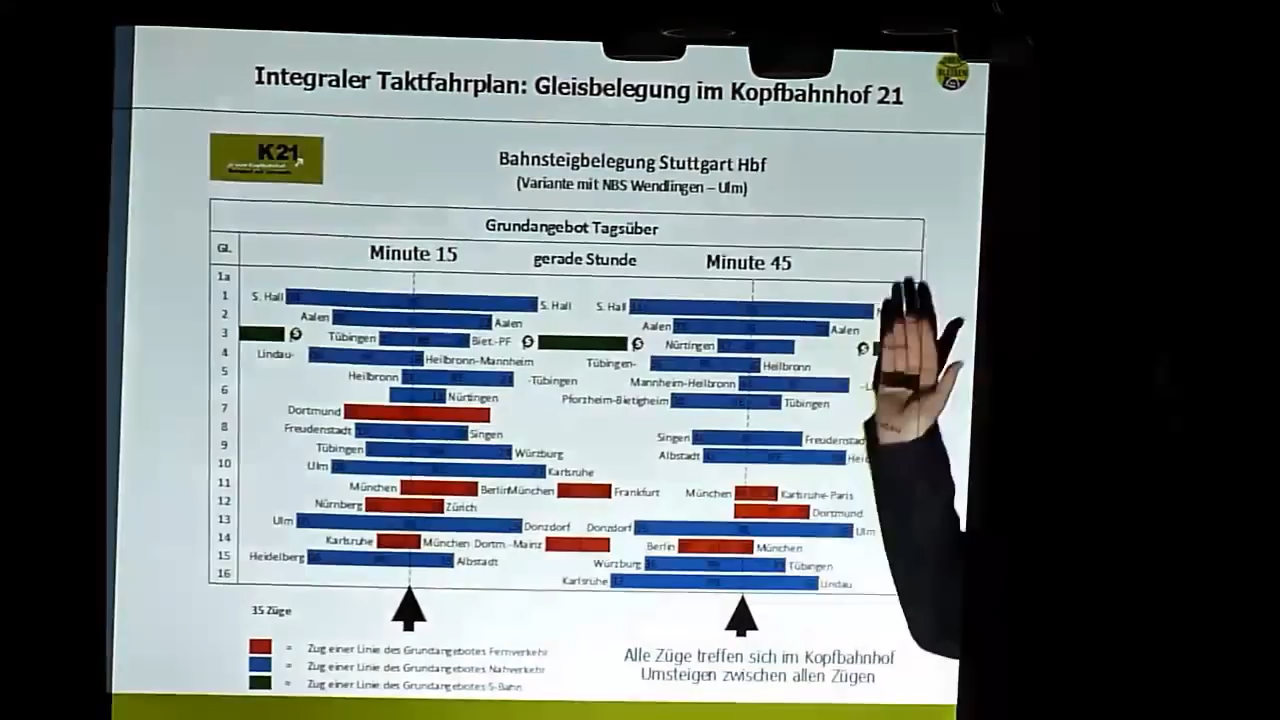 Integraler Taktfahrplan: Gleisbelegung im Kopfbahnhof 21
K21
Bahnsteigbelegung Stuttgart Hbf
(Variante mit NBS Wendlingen – Ulm)
Grundangebot Tagsüber
GL. Minute 15 gerade Stunde Minute 45
1a
1 S. Hall S. Hall S. Hall
2 Aalen Aalen Aalen Aalen
3 S Tübingen Biet.-PF S S Nürtingen S
4 Lindau- Heilbronn-Mannheim Tübingen- Heilbronn
5 Heilbronn -Tübingen Mannheim-Heilbronn
6 Nürtingen Pforzheim-Bietigheim Tübingen
7 Dortmund
8 Freudenstadt Singen Singen Freudenstad
9 Tübingen Würzburg Albstadt
10 Ulm Karlsruhe
11 München Berlin München Frankfurt München Karlsruhe-Paris
12 Nürnberg Zürich Dortmund
13 Ulm Donzdorf Donzdorf Ulm
14 Karlsruhe München Dortm.-Mainz Berlin München
15 Heidelberg Albstadt Würzburg Tübingen
16 Karlsruhe Lindau
35 Züge
= Zug einer Linie des Grundangebotes Fernverkehr
= Zug einer Linie des Grundangebotes Nahverkehr
= Zug einer Linie des Grundangebotes S-Bahn
Alle Züge treffen sich im Kopfbahnhof
Umsteigen zwischen allen Zügen